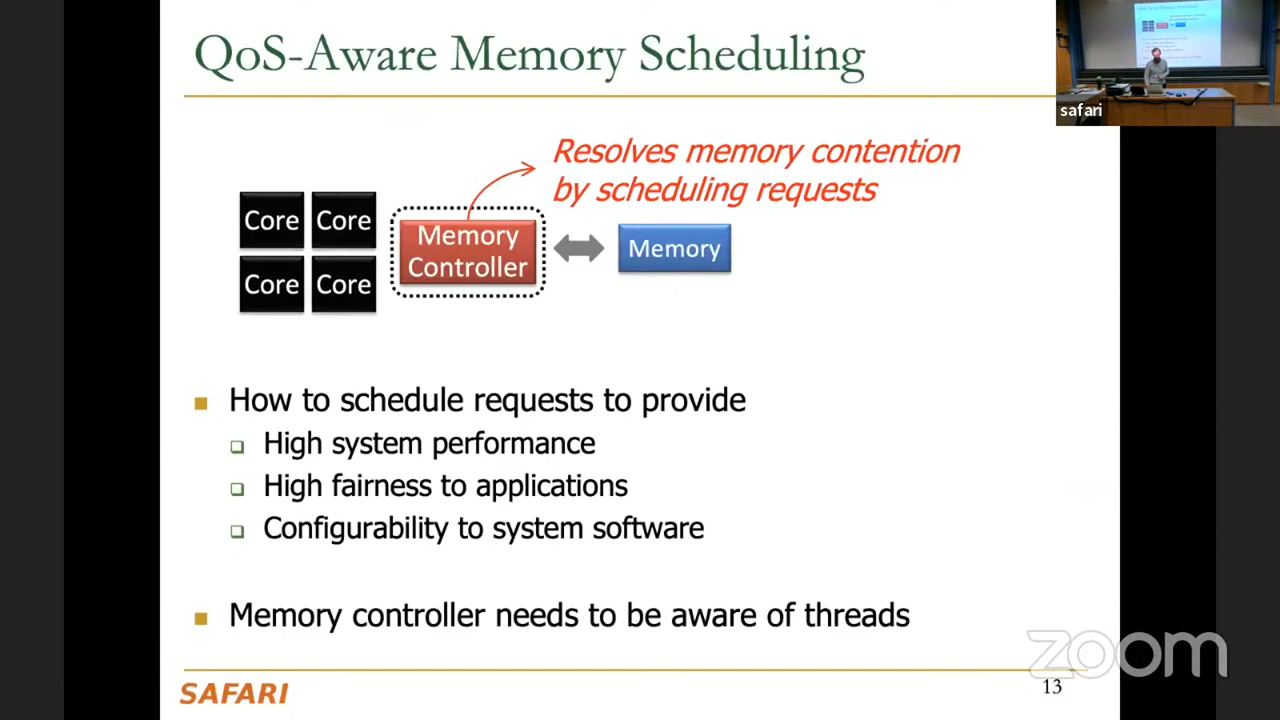 QoS-Aware Memory Scheduling
safari
Resolves memory contention
by scheduling requests
Core Core
Core Core
Memory
Controller
Memory
How to schedule requests to provide
High system performance
High fairness to applications
Configurability to system software
Memory controller needs to be aware of threads
zoom
SAFARI
13